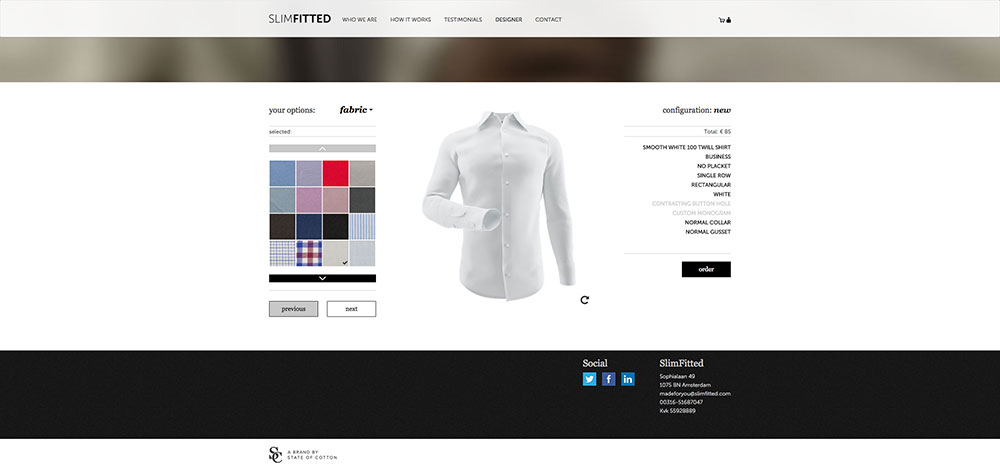 SLIMFITTED
WHO WE ARE
HOW IT WORKS
TESTIMONIALS
DESIGNER
CONTACT
your options:
fabric
selected:
previous
next
configuration: new
Total: € 85
SMOOTH WHITE 100 TWILL SHIRT
BUSINESS
NO PLACKET
SINGLE ROW
RECTANGULAR
WHITE
CONTRASTING BUTTON HOLE
CUSTOM MONOGRAM
NORMAL COLLAR
NORMAL GUSSET
order
Social
SlimFitted
Sophialaan 49
1075 BN Amsterdam
madeforyou@slimfitted.com
00316-51687047
Kvk 55928889
SC
A BRAND BY
STATE OF COTTON